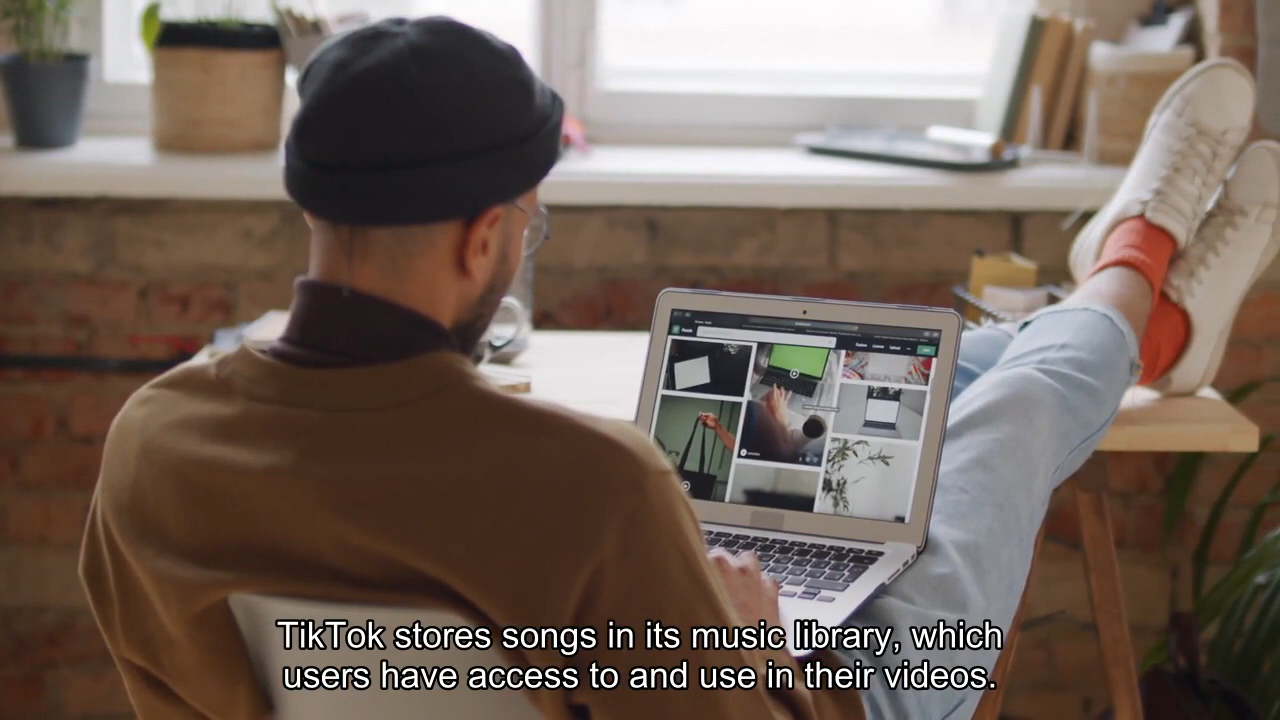 TikTok stores songs in its music library, which
users have access to and use in their videos.